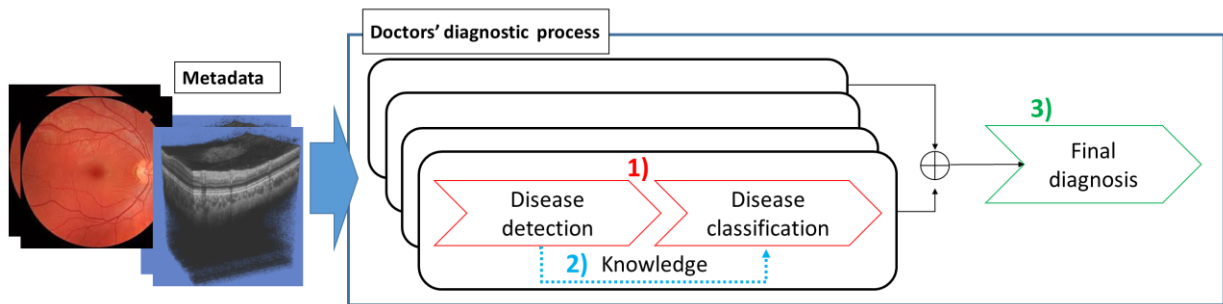 Doctors' diagnostic process
Metadata
1)
Disease
detection
Disease
classification
2) Knowledge
3)
Final
diagnosis